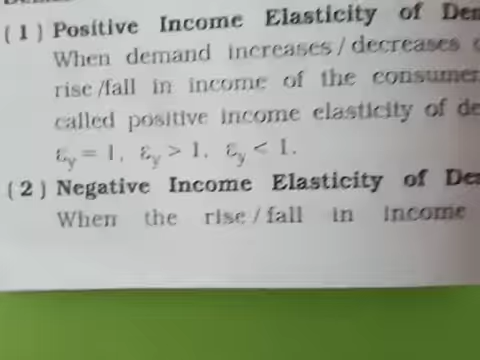 (1) Positive Income Elasticity of
When demand increases / decreases
rise /fall in income of the consumer
called positive income elasticity of
εy = 1, εy > 1, εy < 1.
(2) Negative Income Elasticity of
When the rise / fall in income